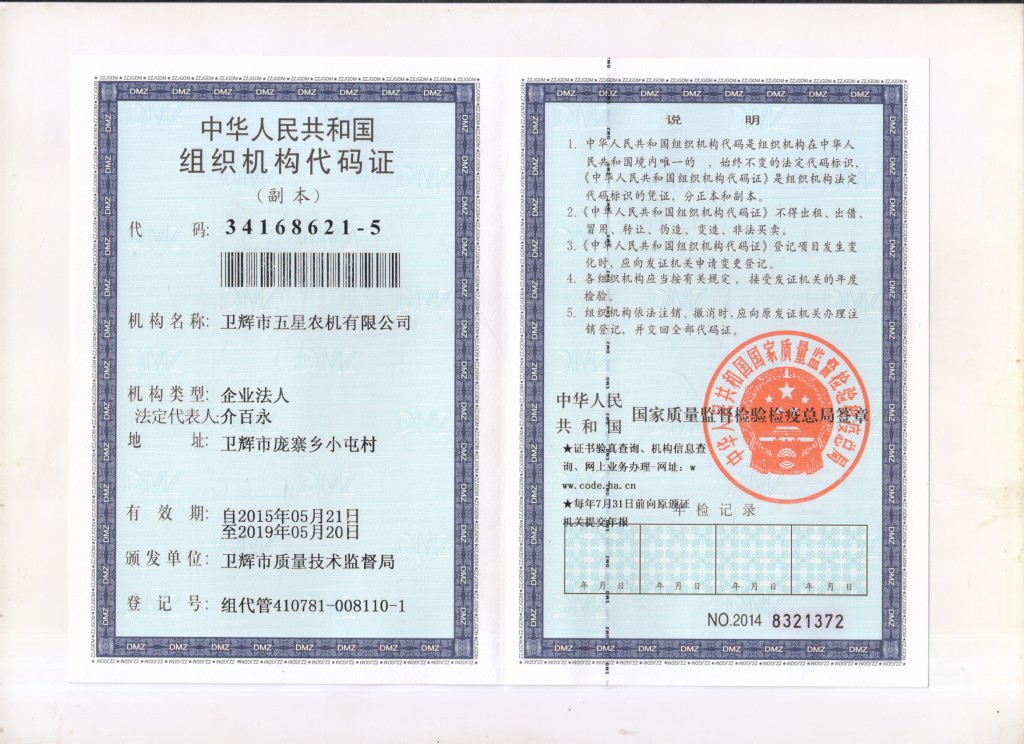 中华人民共和国
组织机构代码证
（副本）
代 码: 34168621-5
机构名称: 卫辉市五星农机有限公司
机构类型: 企业法人
法定代表人:介百永
地 址: 卫辉市庞寨乡小屯村
有 效 期: 自2015年05月21日
至2019年05月20日
颁发单位: 卫辉市质量技术监督局
登 记 号: 组代管410781-008110-1
说 明
1. 中华人民共和国组织机构代码是组织机构在中华人
民共和国境内唯一的 、始终不变的法定代码标识，
《中华人民共和国组织机构代码证》是组织机构法定
代码标识的凭证，分正本和副本。
2.《中华人民共和国组织机构代码证》不得出租、出借、
冒用、转让、伪造、变造、非法买卖。
3.《中华人民共和国组织机构代码证》登记项目发生变
化时，应向发证机关申请变更登记。
4. 各组织机构应当按有关规定，接受发证机关的年度
检验。
5. 组织机构依法注销、撤消时，应向原发证机关办理注
销登记，并交回全部代码证。
中华人民
共和国 国家质量监督检验检疫总局签章
中华人民共和国国家质量监督检验检疫总局
★证书验真查询、机构信息查
询、网上业务办理-网址：w
ww.code.ha.cn
★每年7月31日前向原颁证
机关提交年报
年检记录
年 月 日 年 月 日 年 月 日 年 月 日
NO.2014 8321372